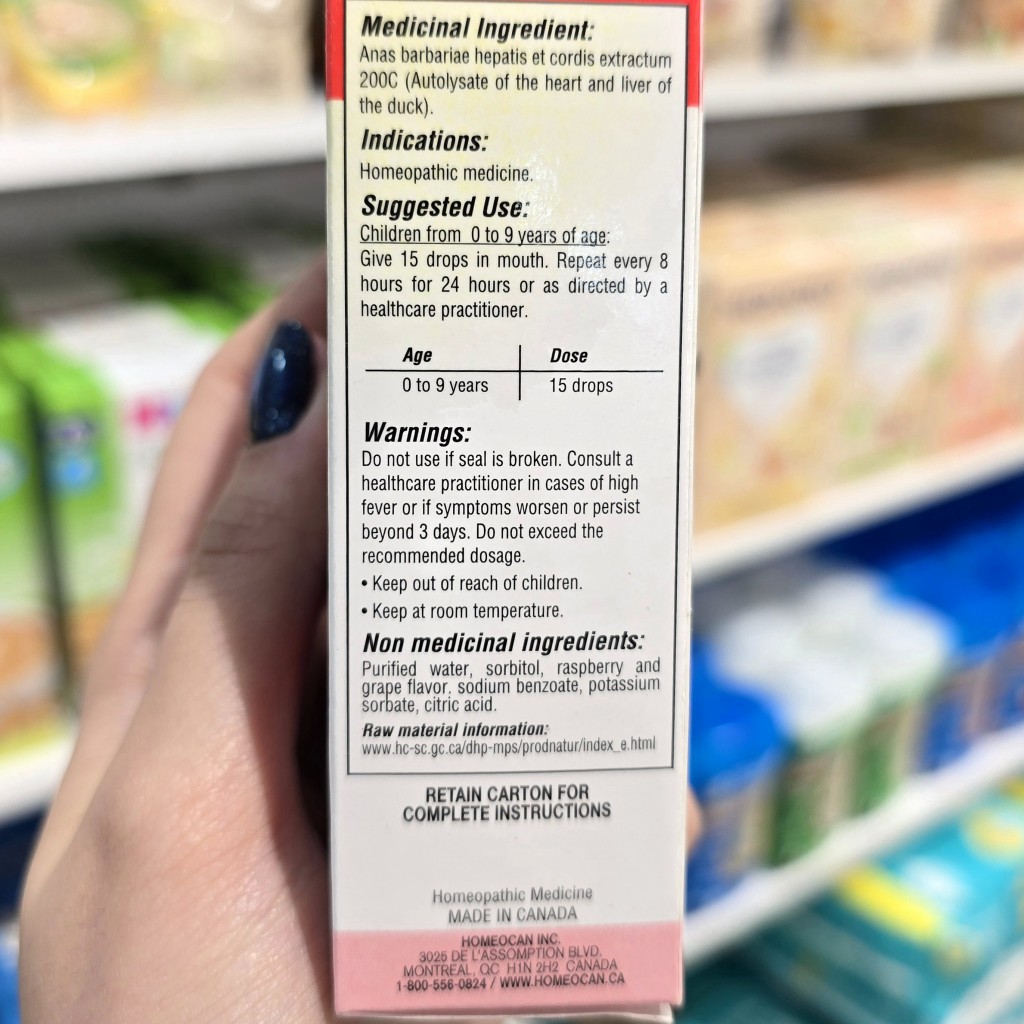 Medicinal Ingredient:
Anas barbariae hepatis et cordis extractum
200C (Autolysate of the heart and liver of
the duck).
Indications:
Homeopathic medicine.
Suggested Use:
Children from 0 to 9 years of age:
Give 15 drops in mouth. Repeat every 8
hours for 24 hours or as directed by a
healthcare practitioner.
Age Dose
0 to 9 years 15 drops
Warnings:
Do not use if seal is broken. Consult a
healthcare practitioner in cases of high
fever or if symptoms worsen or persist
beyond 3 days. Do not exceed the
recommended dosage.
• Keep out of reach of children.
• Keep at room temperature.
Non medicinal ingredients:
Purified water, sorbitol, raspberry and
grape flavor, sodium benzoate, potassium
sorbate, citric acid.
Raw material information:
www.hc-sc.gc.ca/dhp-mps/prodnatur/index_e.html
RETAIN CARTON FOR
COMPLETE INSTRUCTIONS
Homeopathic Medicine
MADE IN CANADA
HOMEOCAN INC.
3025 DE L'ASSOMPTION BLVD.
MONTREAL, QC H1N 2H2 CANADA
1-800-556-0824 / WWW.HOMEOCAN.CA